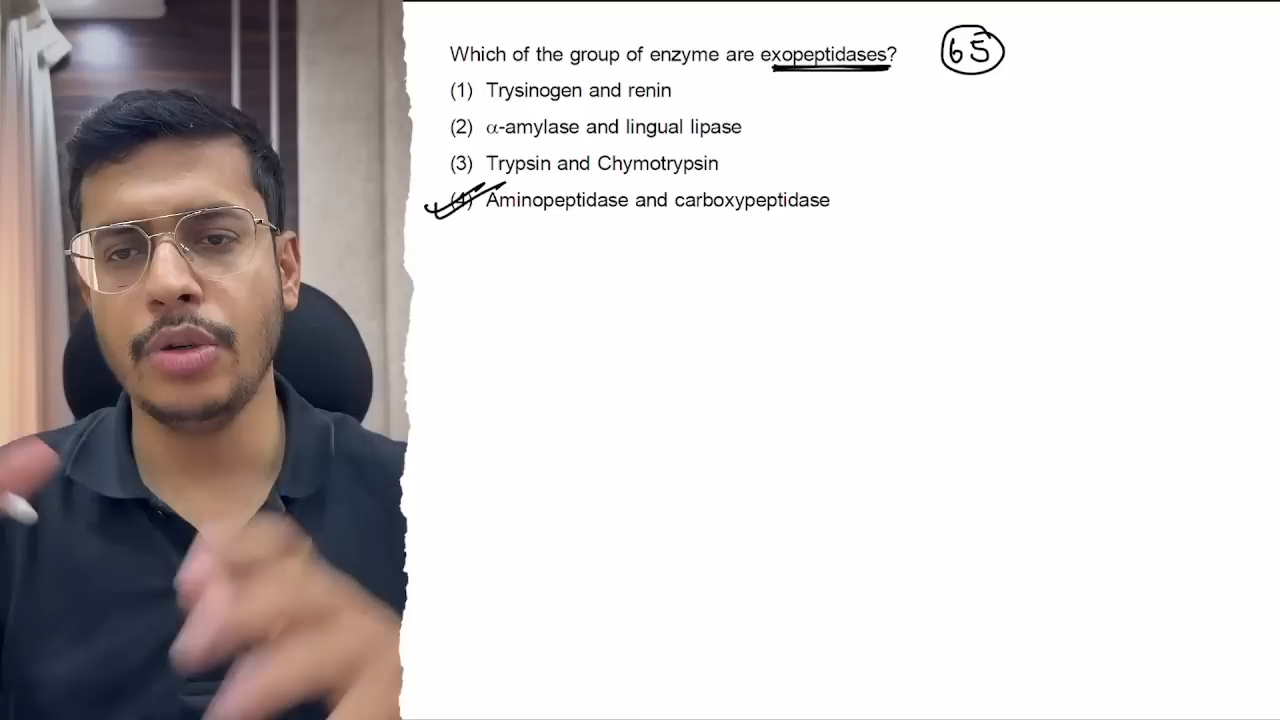 Which of the group of enzyme are exopeptidases? 65
(1) Trysinogen and renin
(2) α-amylase and lingual lipase
(3) Trypsin and Chymotrypsin
(4) Aminopeptidase and carboxypeptidase